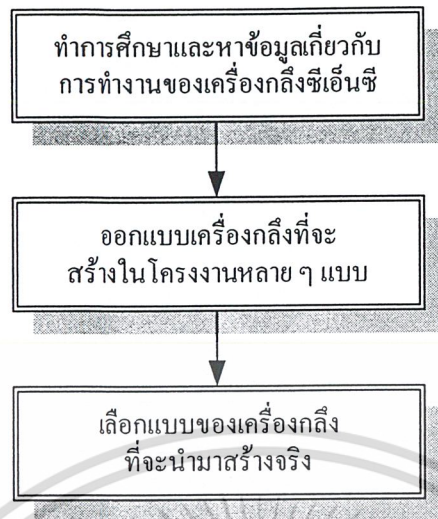 ทำการศึกษาและหาข้อมูลเกี่ยวกับ
การทำงานของเครื่องกลึงซีเอ็นซี
ออกแบบเครื่องกลึงที่จะ
สร้างในโครงงานหลาย ๆ แบบ
เลือกแบบของเครื่องกลึง
ที่จะนำมาสร้างจริง